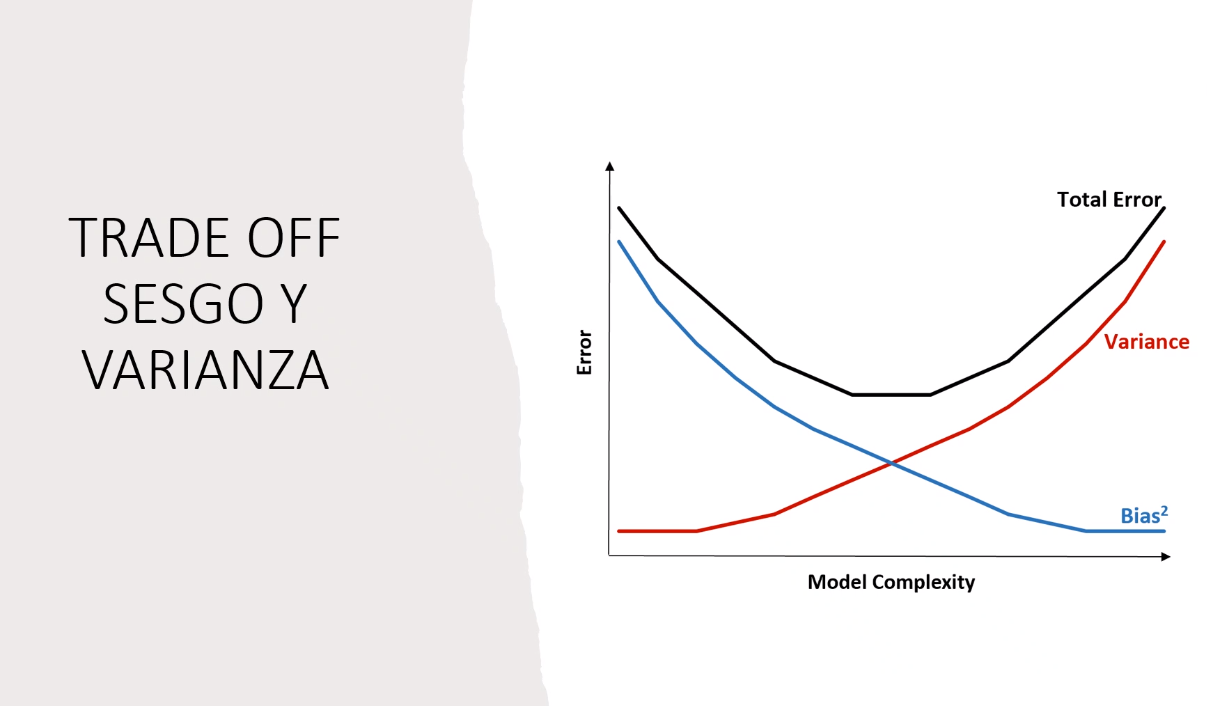 TRADE OFF
SESGO Y
VARIANZA
Total Error
Variance
Error
Bias²
Model Complexity